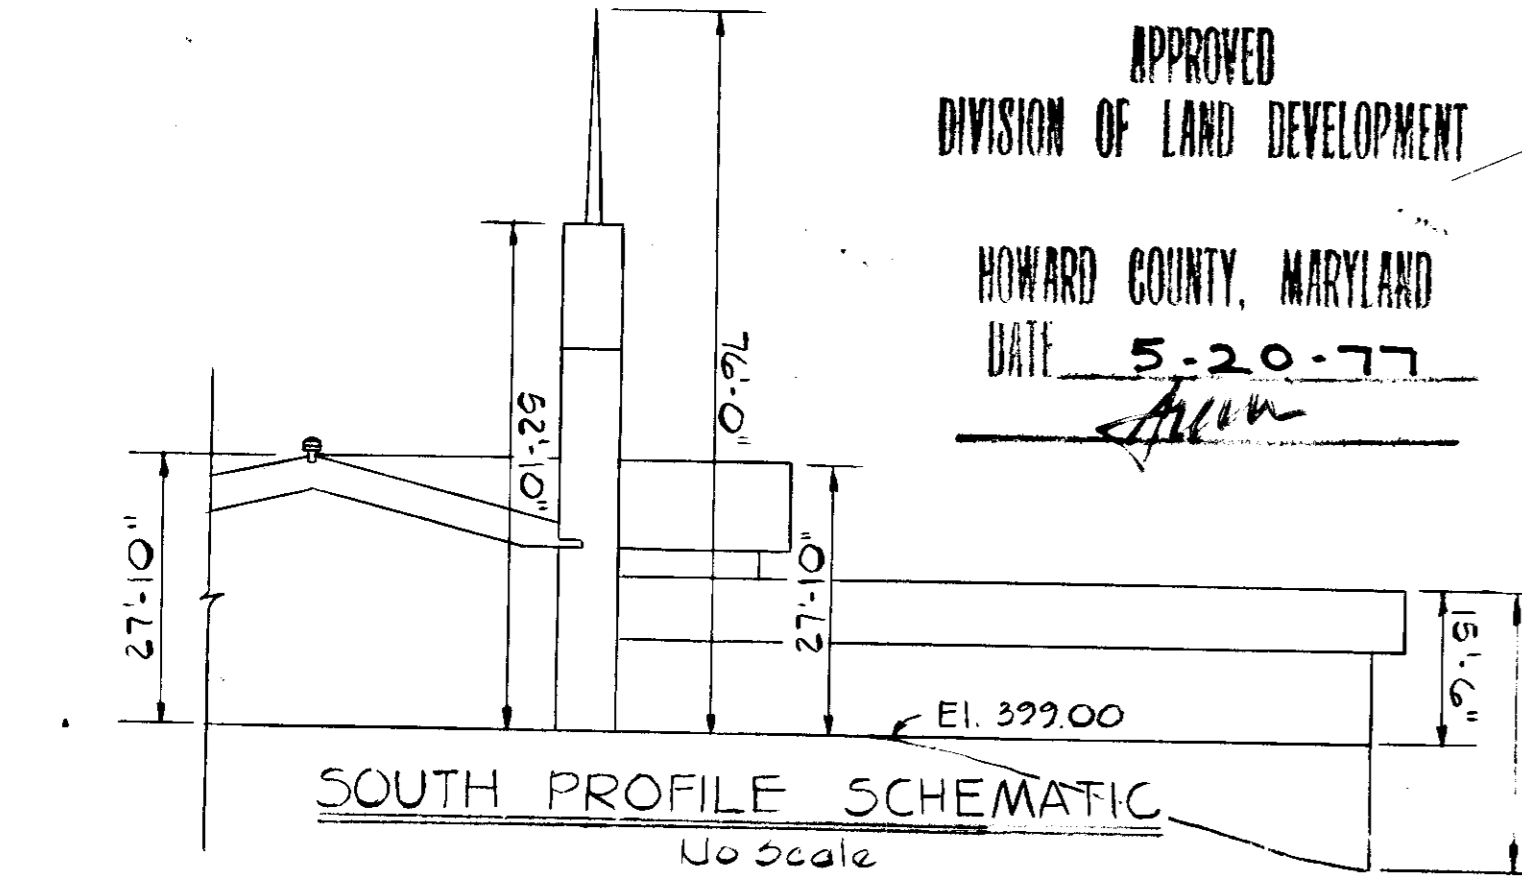 APPROVED
DIVISION OF LAND DEVELOPMENT
HOWARD COUNTY, MARYLAND
DATE 5-20-77
76'-0"
52'-10"
27'-10"
27'-10"
15'-6"
El. 399.00
SOUTH PROFILE SCHEMATIC
No Scale